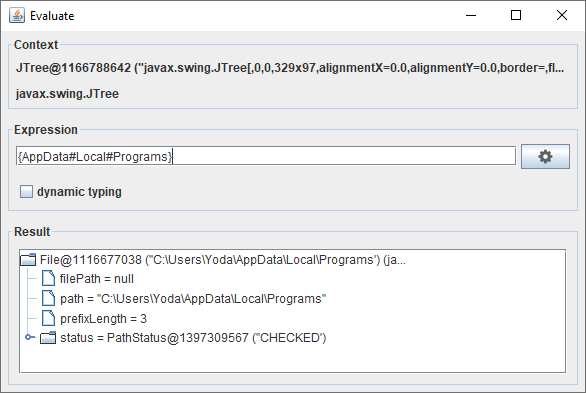 Evaluate
Context
JTree@1166788642 ("javax.swing.JTree[,0,0,329x97,alignmentX=0.0,alignmentY=0.0,border=,fl...
javax.swing.JTree
Expression
{AppData#Local#Programs}
dynamic typing
Result
File@1116677038 ("C:\Users\Yoda\AppData\Local\Programs') (ja...
filePath = null
path = "C:\Users\Yoda\AppData\Local\Programs"
prefixLength = 3
status = PathStatus@1397309567 ("CHECKED')